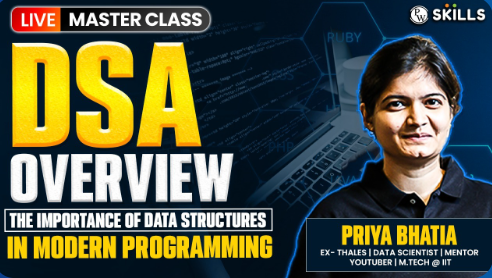 LIVE MASTER CLASS
PW SKILLS
DSA
OVERVIEW
THE IMPORTANCE OF DATA STRUCTURES
IN MODERN PROGRAMMING
RUBY
PHP
PRIYA BHATIA
EX- THALES | DATA SCIENTIST | MENTOR
YOUTUBER | M.TECH @ IIT